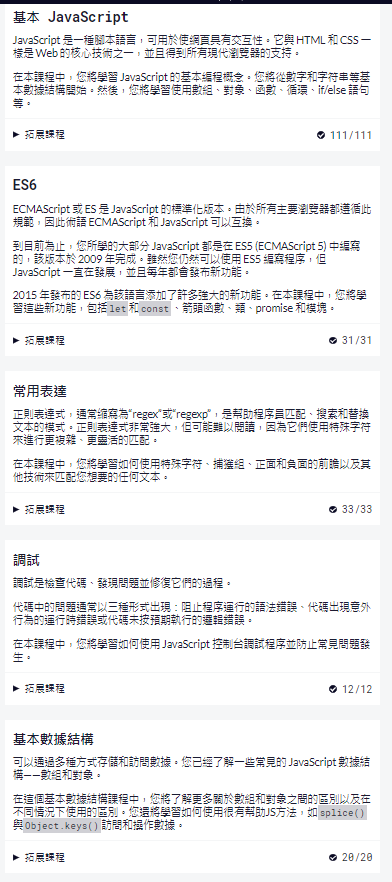 基本 JavaScript
JavaScript 是一種腳本語言，可用於使網頁具有交互性。它與 HTML 和 CSS 一
樣是 Web 的核心技術之一，並且得到所有現代瀏覽器的支持。
在本課程中，您將學習 JavaScript 的基本編程概念。您將從數字和字符串等基
本數據結構開始。然後，您將學習使用數組、對象、函數、循環、if/else 語句
等。
▶ 拓展課程
111/111
ES6
ECMAScript 或 ES 是 JavaScript 的標準化版本。由於所有主要瀏覽器都遵循此
規範，因此術語 ECMAScript 和 JavaScript 可以互換。
到目前為止，您所學的大部分 JavaScript 都是在 ES5 (ECMAScript 5) 中編寫
的，該版本於 2009 年完成。雖然您仍然可以使用 ES5 編寫程序，但
JavaScript 一直在發展，並且每年都會發布新功能。
2015 年發布的 ES6 為該語言添加了許多強大的新功能。在本課程中，您將學
習這些新功能，包括let和const、箭頭函數、類、promise 和模塊。
▶ 拓展課程
31/31
常用表達
正則表達式，通常縮寫為“regex”或“regexp”，是幫助程序員匹配、搜索和替換
文本的模式。正則表達式非常強大，但可能難以閱讀，因為它們使用特殊字符
來進行更複雜、更靈活的匹配。
在本課程中，您將學習如何使用特殊字符、捕獲組、正面和負面的前瞻以及其
他技術來匹配您想要的任何文本。
▶ 拓展課程
33/33
調試
調試是檢查代碼、發現問題並修復它們的過程。
代碼中的問題通常以三種形式出現：阻止程序運行的語法錯誤、代碼出現意外
行為的運行時錯誤或代碼未按預期執行的邏輯錯誤。
在本課程中，您將學習如何使用 JavaScript 控制台調試程序並防止常見問題發
生。
▶ 拓展課程
12/12
基本數據結構
可以通過多種方式存儲和訪問數據。您已經了解一些常見的 JavaScript 數據結
構——數組和對象。
在這個基本數據結構課程中，您將了解更多關於數組和對象之間的區別以及在
不同情況下使用的區別。您還將學習如何使用很有幫助JS方法，如splice()
與Object.keys()訪問和操作數據。
▶ 拓展課程
20/20